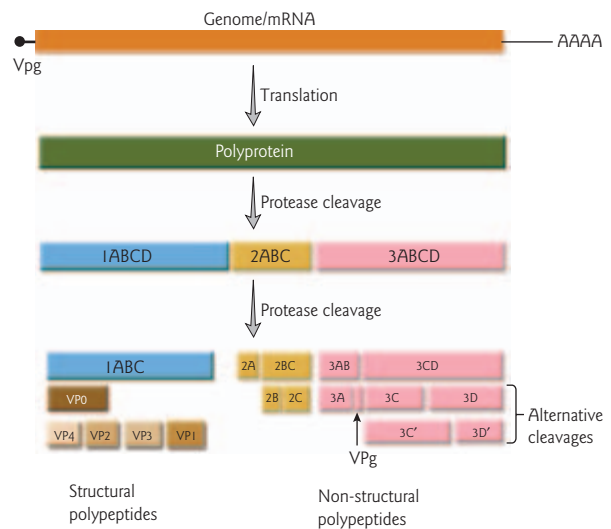 Genome/mRNA
AAAA
Vpg
Translation
Polyprotein
Protease cleavage
1ABCD 2ABC 3ABCD
Protease cleavage
1ABC 2A 2BC 3AB 3CD
VP0 2B 2C 3A 3C 3D
Alternative
cleavages
VP4 VP2 VP3 VP1 3C′ 3D′
VPg
Structural
polypeptides
Non-structural
polypeptides